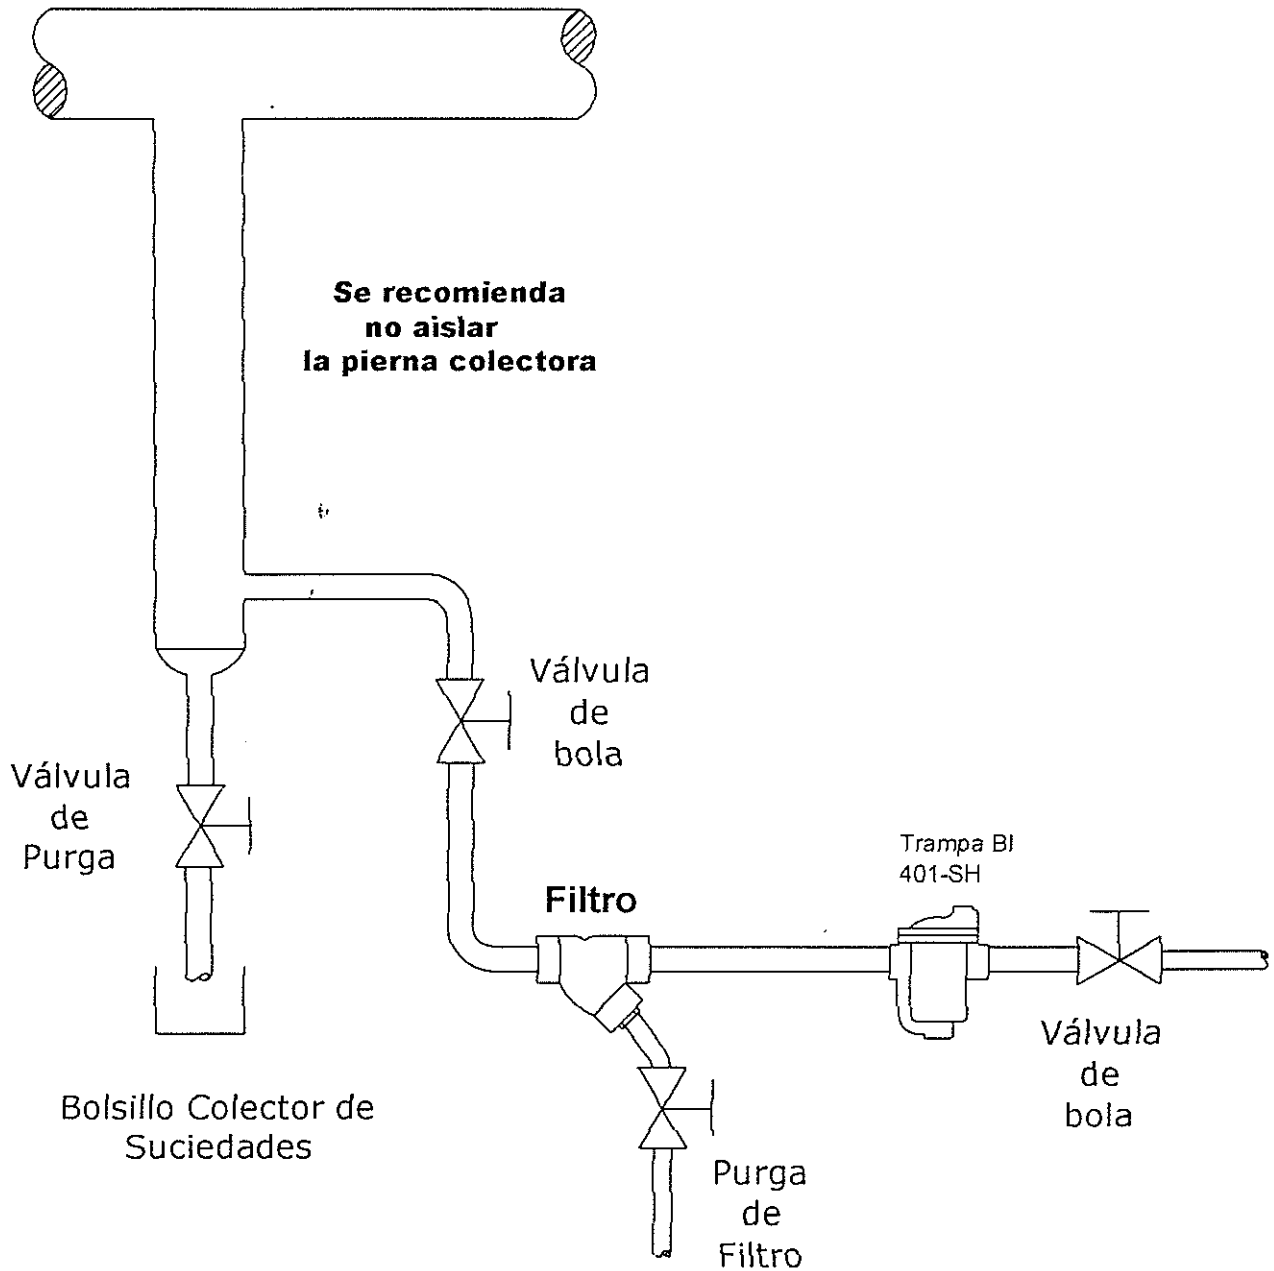 Se recomienda
no aislar
la pierna colectora
Válvula
de
bola
Válvula
de
Purga
Trampa BI
401-SH
Filtro
Válvula
de
bola
Bolsillo Colector de
Suciedades
Purga
de
Filtro